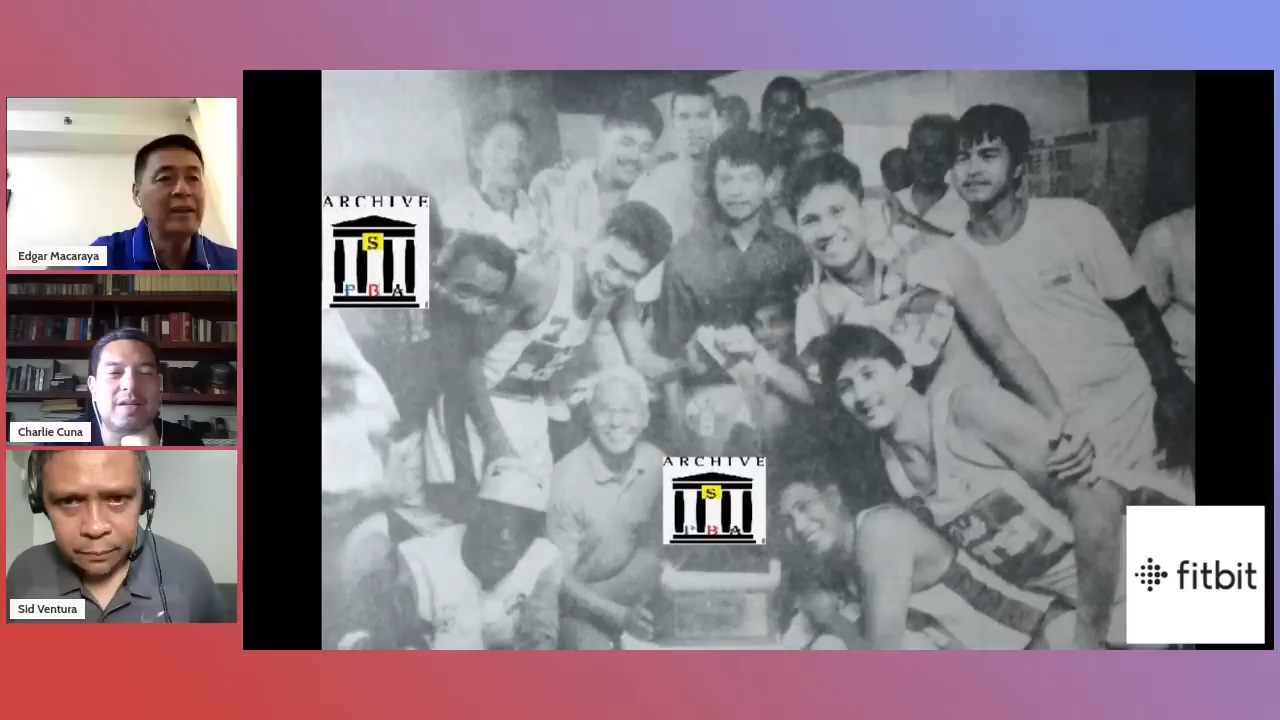 Edgar Macaraya
Charlie Cuna
Sid Ventura
ARCHIVE
S
PBA
ARCHIVE
S
PBA
fitbit